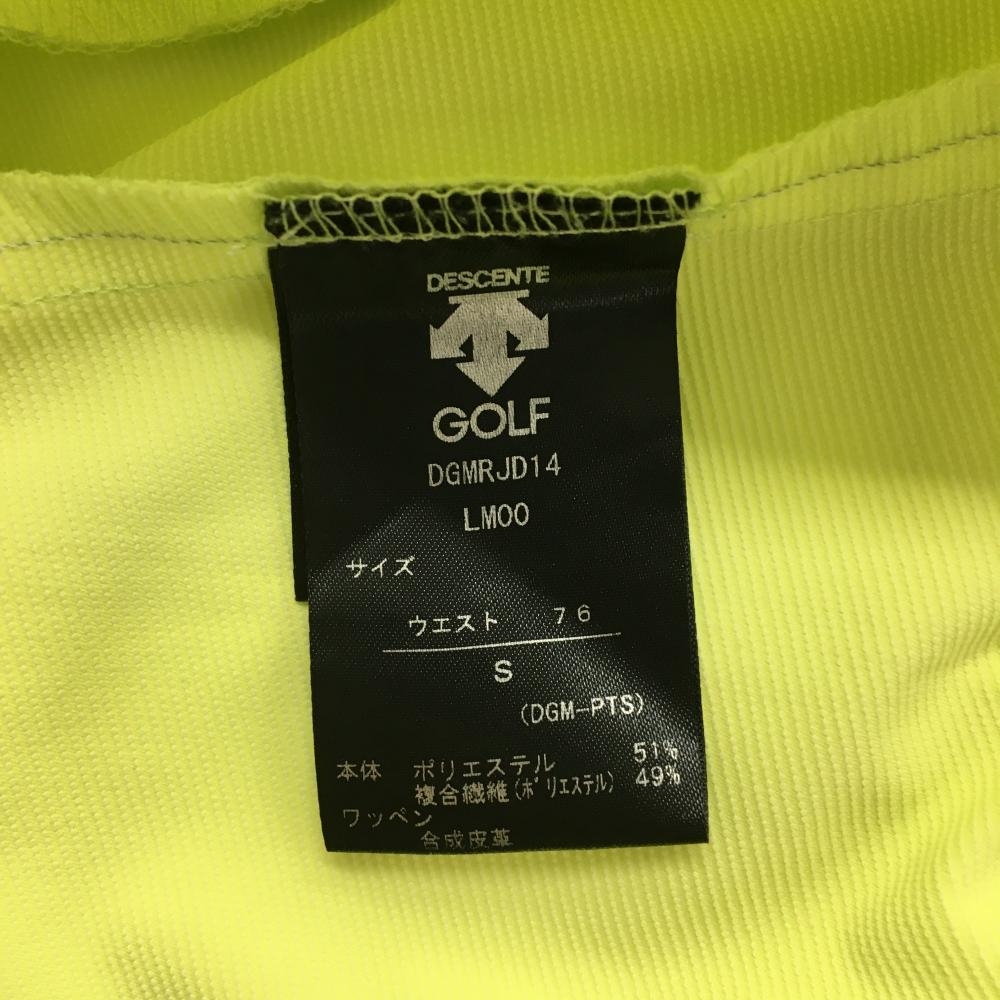 DESCENTE
GOLF
DGMRJD14
LM00
サイズ
ウエスト 76
S
(DGM-PTS)
本体 ポリエステル 51%
複合繊維(ポリエステル) 49%
ワッペン
合成皮革